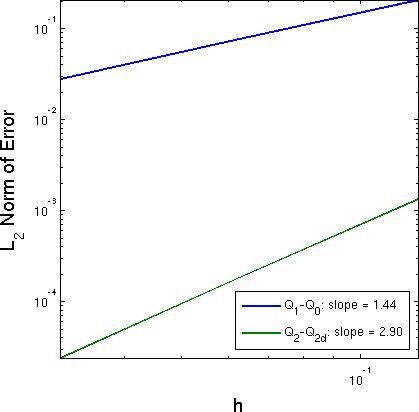 10⁻¹
10⁻²
10⁻³
10⁻⁴
L₂ Norm of Error
Q₁-Q₀: slope = 1.44
Q₂-Q₂d: slope = 2.90
10⁻¹
h